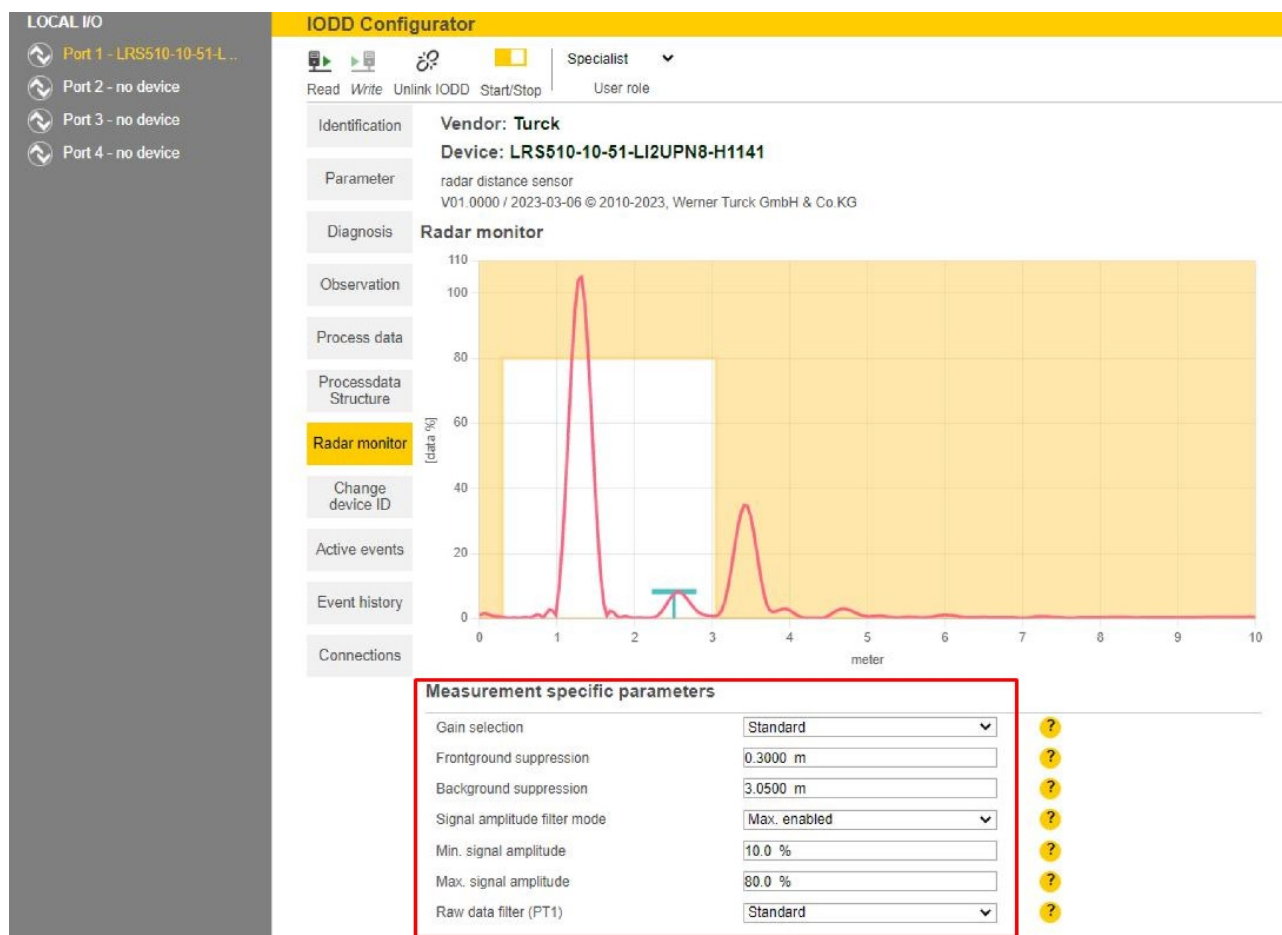 LOCAL I/O
Port 1 - LRS510-10-51-L ..
Port 2 - no device
Port 3 - no device
Port 4 - no device
IODD Configurator
Read Write Unlink IODD Start/Stop
Specialist
User role
Identification
Parameter
Diagnosis
Observation
Process data
Processdata
Structure
Radar monitor
Change
device ID
Active events
Event history
Connections
Vendor: Turck
Device: LRS510-10-51-LI2UPN8-H1141
radar distance sensor
V01.0000 / 2023-03-06 © 2010-2023, Werner Turck GmbH & Co.KG
Radar monitor
110
100
80
60
40
20
0
[data %]
0 1 2 3 4 5 6 7 8 9 10
meter
Measurement specific parameters
Gain selection Standard ?
Frontground suppression 0.3000 m ?
Background suppression 3.0500 m ?
Signal amplitude filter mode Max. enabled ?
Min. signal amplitude 10.0 % ?
Max. signal amplitude 80.0 % ?
Raw data filter (PT1) Standard ?